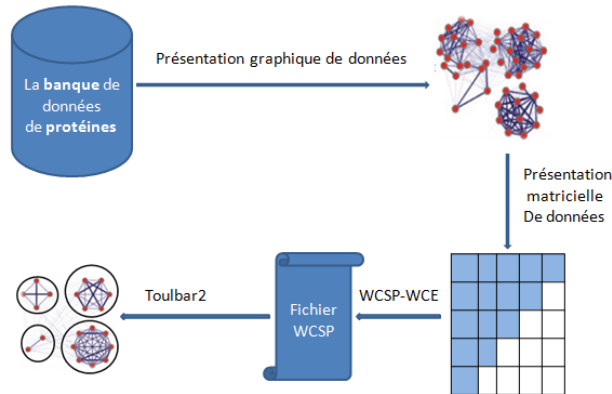 La banque de
données
de protéines
Présentation graphique de données
Présentation
matricielle
De données
WCSP-WCE
Fichier
WCSP
Toulbar2